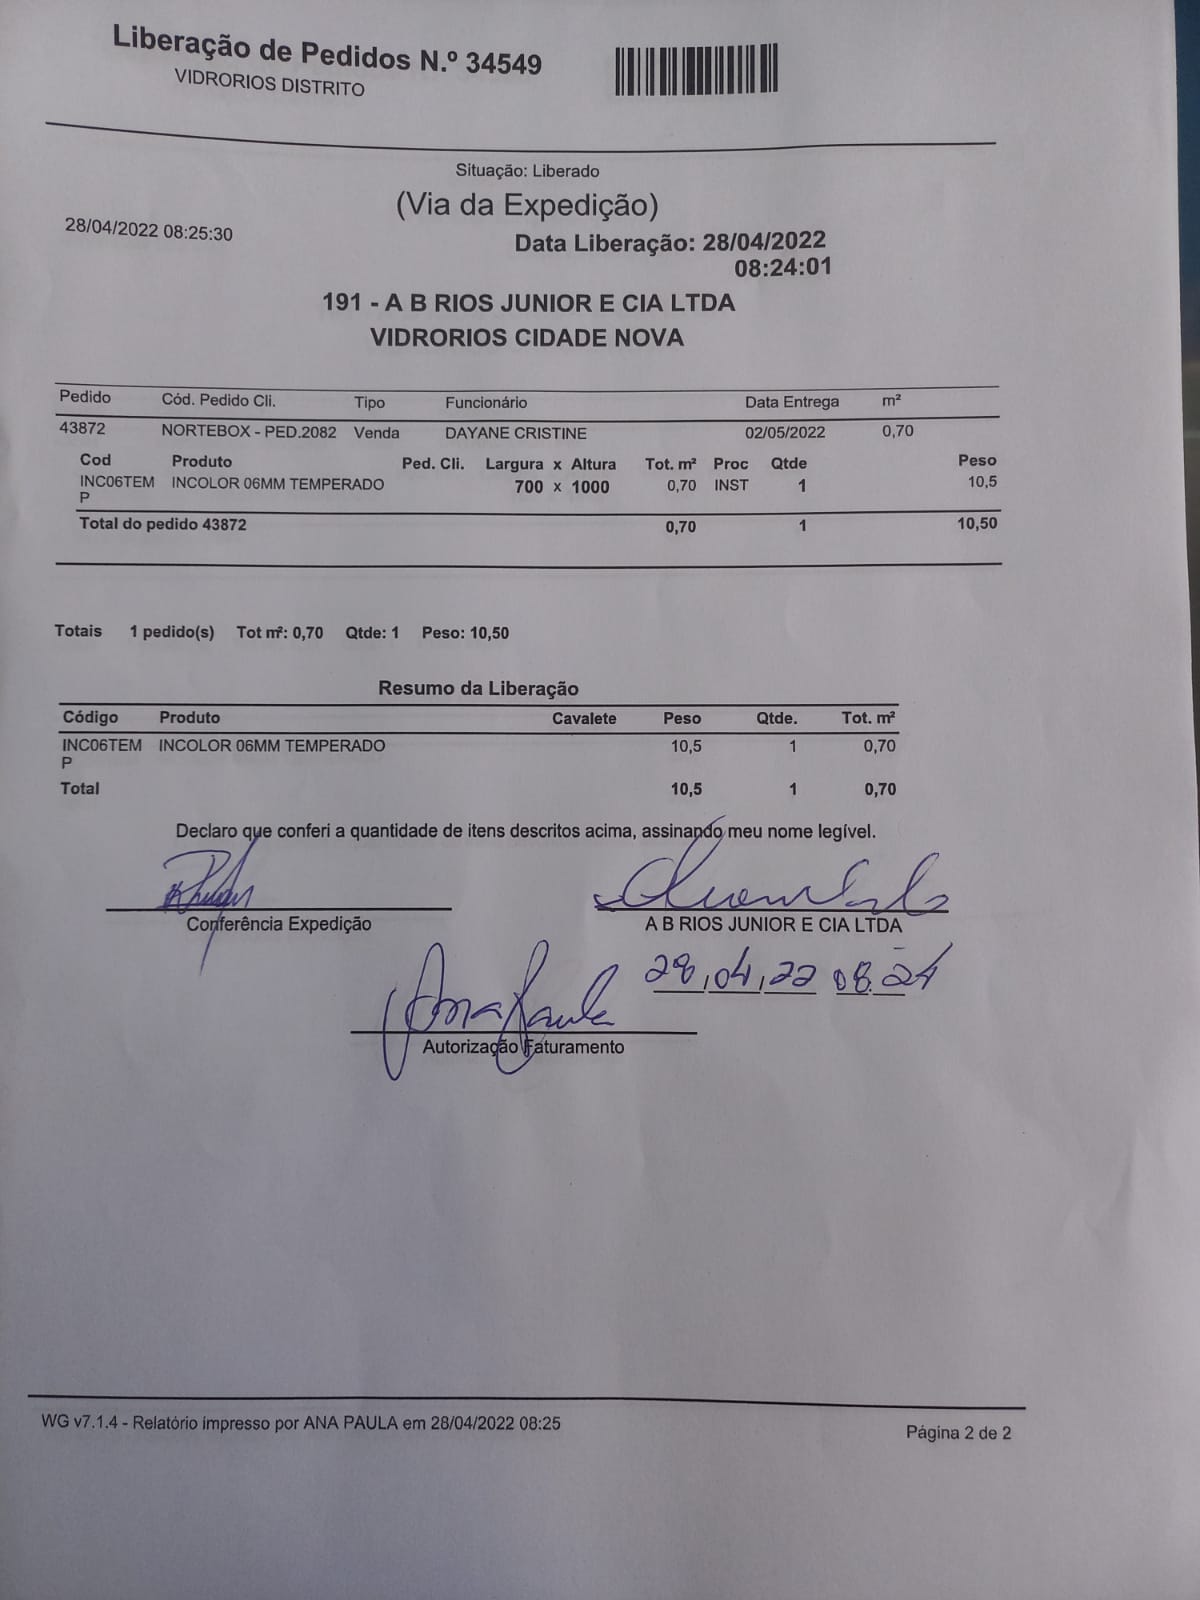 Liberação de Pedidos N.º 34549
VIDRORIOS DISTRITO
Situação: Liberado
(Via da Expedição)
28/04/2022 08:25:30
Data Liberação: 28/04/2022
08:24:01
191 - A B RIOS JUNIOR E CIA LTDA
VIDRORIOS CIDADE NOVA
Pedido Cód. Pedido Cli. Tipo Funcionário Data Entrega m²
43872 NORTEBOX - PED.2082 Venda DAYANE CRISTINE 02/05/2022 0,70
Cod Produto Ped. Cli. Largura x Altura Tot. m² Proc Qtde Peso
INC06TEM INCOLOR 06MM TEMPERADO 700 x 1000 0,70 INST 1 10,5
P
Total do pedido 43872 0,70 1 10,50
Totais 1 pedido(s) Tot m²: 0,70 Qtde: 1 Peso: 10,50
Resumo da Liberação
Código Produto Cavalete Peso Qtde. Tot. m²
INC06TEM INCOLOR 06MM TEMPERADO 10,5 1 0,70
P
Total 10,5 1 0,70
Declaro que conferi a quantidade de itens descritos acima, assinando meu nome legível.
Conferência Expedição
A B RIOS JUNIOR E CIA LTDA
28,04,22 08.24
Ana Paula
Autorização Faturamento
WG v7.1.4 - Relatório impresso por ANA PAULA em 28/04/2022 08:25
Página 2 de 2